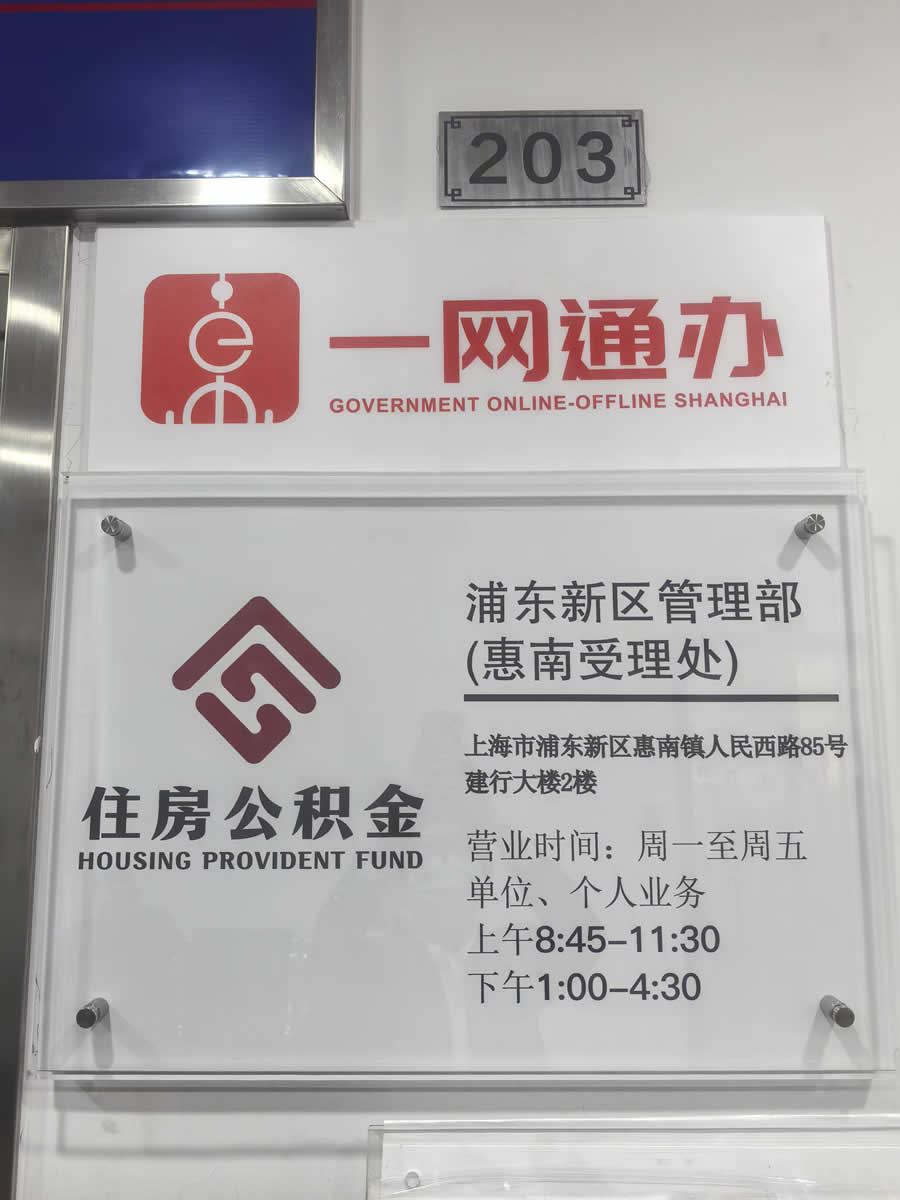 203
一网通办
GOVERNMENT ONLINE-OFFLINE SHANGHAI
住房公积金
HOUSING PROVIDENT FUND
浦东新区管理部
(惠南受理处)
上海市浦东新区惠南镇人民西路85号
建行大楼2楼
营业时间：周一至周五
单位、个人业务
上午8:45-11:30
下午1:00-4:30